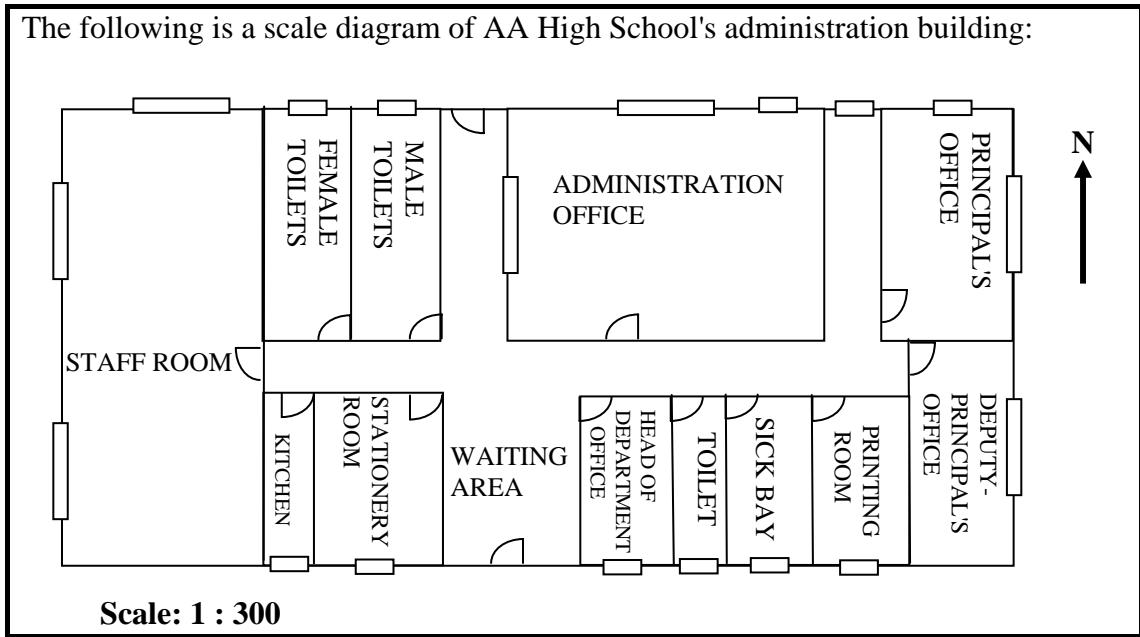 The following is a scale diagram of AA High School's administration building:
FEMALE
TOILETS
MALE
TOILETS
ADMINISTRATION
OFFICE
PRINCIPAL'S
OFFICE
N
STAFF ROOM
KITCHEN
STATIONERY
ROOM
WAITING
AREA
HEAD OF
DEPARTMENT
OFFICE
TOILET
SICK BAY
PRINTING
ROOM
DEPUTY-
PRINCIPAL'S
OFFICE
Scale: 1 : 300